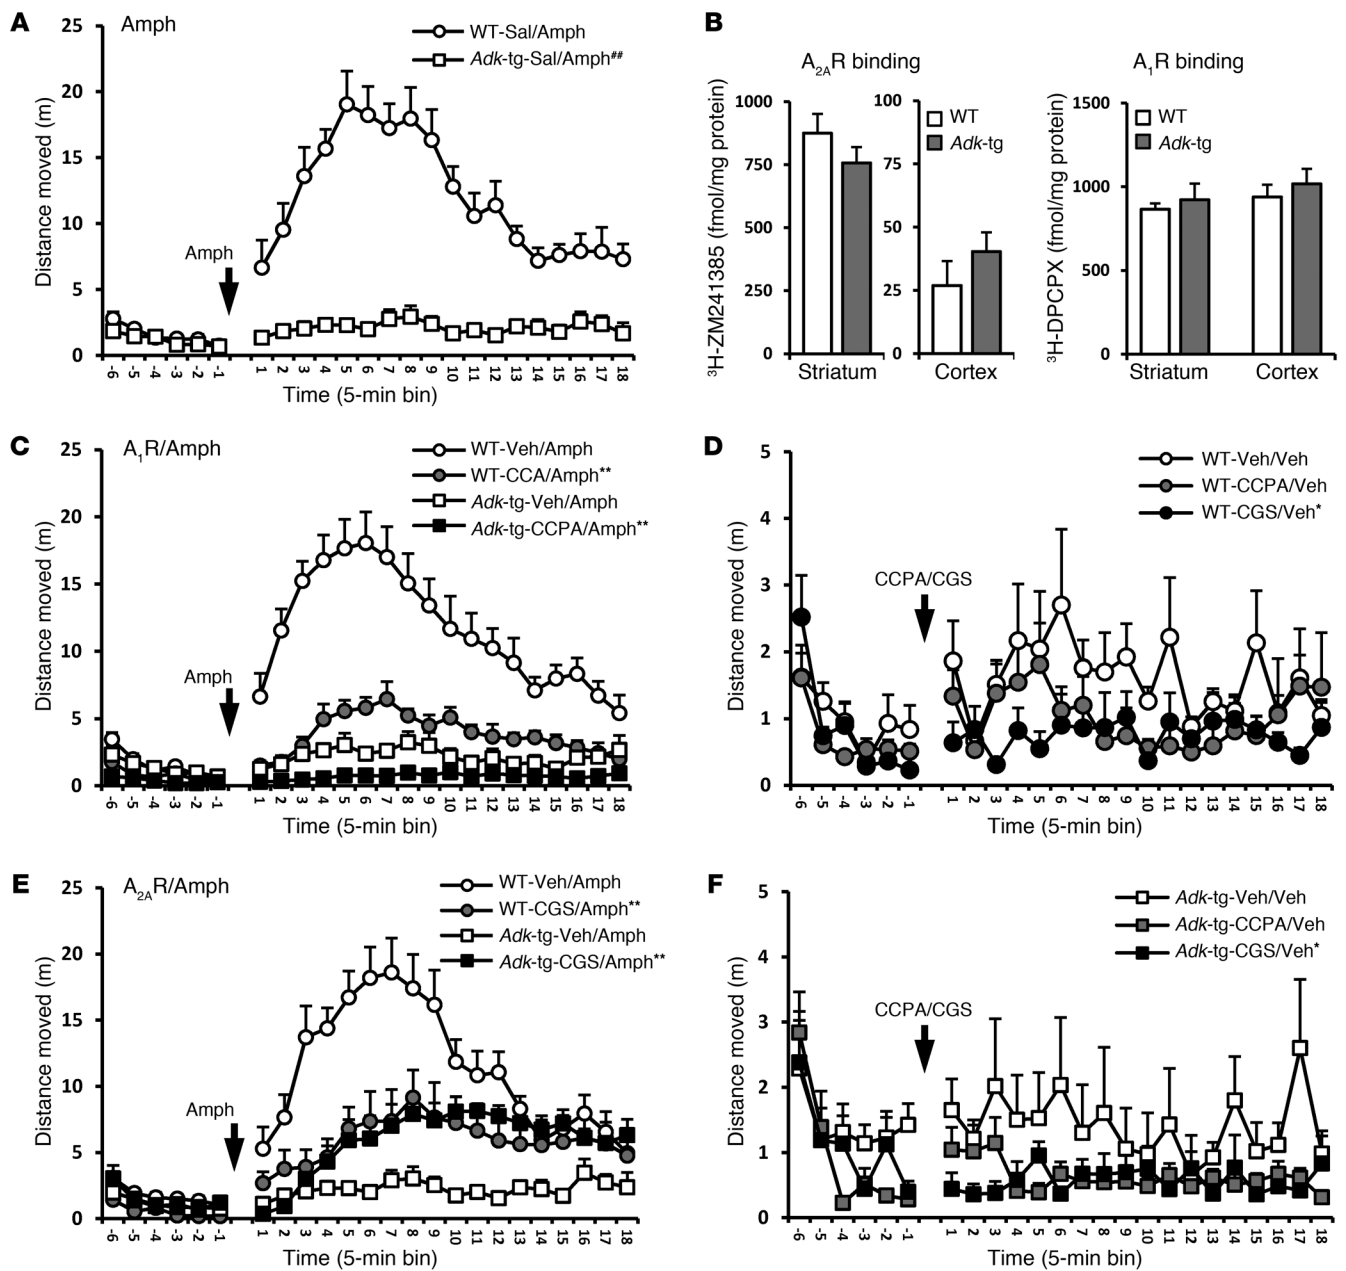 A
Amph
WT-Sal/Amph
Adk-tg-Sal/Amph##
Distance moved (m)
25
20
15
10
5
0
Amph
-6 -5 -4 -3 -2 -1 1 2 3 4 5 6 7 8 9 10 11 12 13 14 15 16 17 18
Time (5-min bin)
B
A2AR binding
3H-ZM241385 (fmol/mg protein)
1000
750
500
250
0
Striatum
100
75
50
25
0
WT
Adk-tg
Cortex
A1R binding
3H-DPCPX (fmol/mg protein)
1500
1000
500
0
WT
Adk-tg
Striatum Cortex
C
A1R/Amph
WT-Veh/Amph
WT-CCA/Amph**
Adk-tg-Veh/Amph
Adk-tg-CCPA/Amph**
Distance moved (m)
25
20
15
10
5
0
Amph
-6 -5 -4 -3 -2 -1 1 2 3 4 5 6 7 8 9 10 11 12 13 14 15 16 17 18
Time (5-min bin)
D
WT-Veh/Veh
WT-CCPA/Veh
WT-CGS/Veh*
Distance moved (m)
5
4
3
2
1
0
CCPA/CGS
-6 -5 -4 -3 -2 -1 1 2 3 4 5 6 7 8 9 10 11 12 13 14 15 16 17 18
Time (5-min bin)
E
A2AR/Amph
WT-Veh/Amph
WT-CGS/Amph**
Adk-tg-Veh/Amph
Adk-tg-CGS/Amph**
Distance moved (m)
25
20
15
10
5
0
Amph
-6 -5 -4 -3 -2 -1 1 2 3 4 5 6 7 8 9 10 11 12 13 14 15 16 17 18
Time (5-min bin)
F
Adk-tg-Veh/Veh
Adk-tg-CCPA/Veh
Adk-tg-CGS/Veh*
Distance moved (m)
5
4
3
2
1
0
CCPA/CGS
-6 -5 -4 -3 -2 -1 1 2 3 4 5 6 7 8 9 10 11 12 13 14 15 16 17 18
Time (5-min bin)